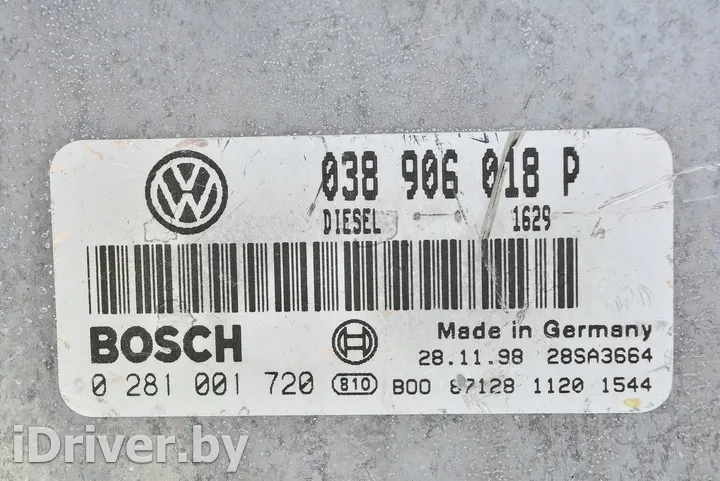 038 906 018 P
DIESEL 1629
BOSCH
Made in Germany
28.11.98 28SA3664
0 281 001 720 810 B00 87128 1120 1544
iDriver.by